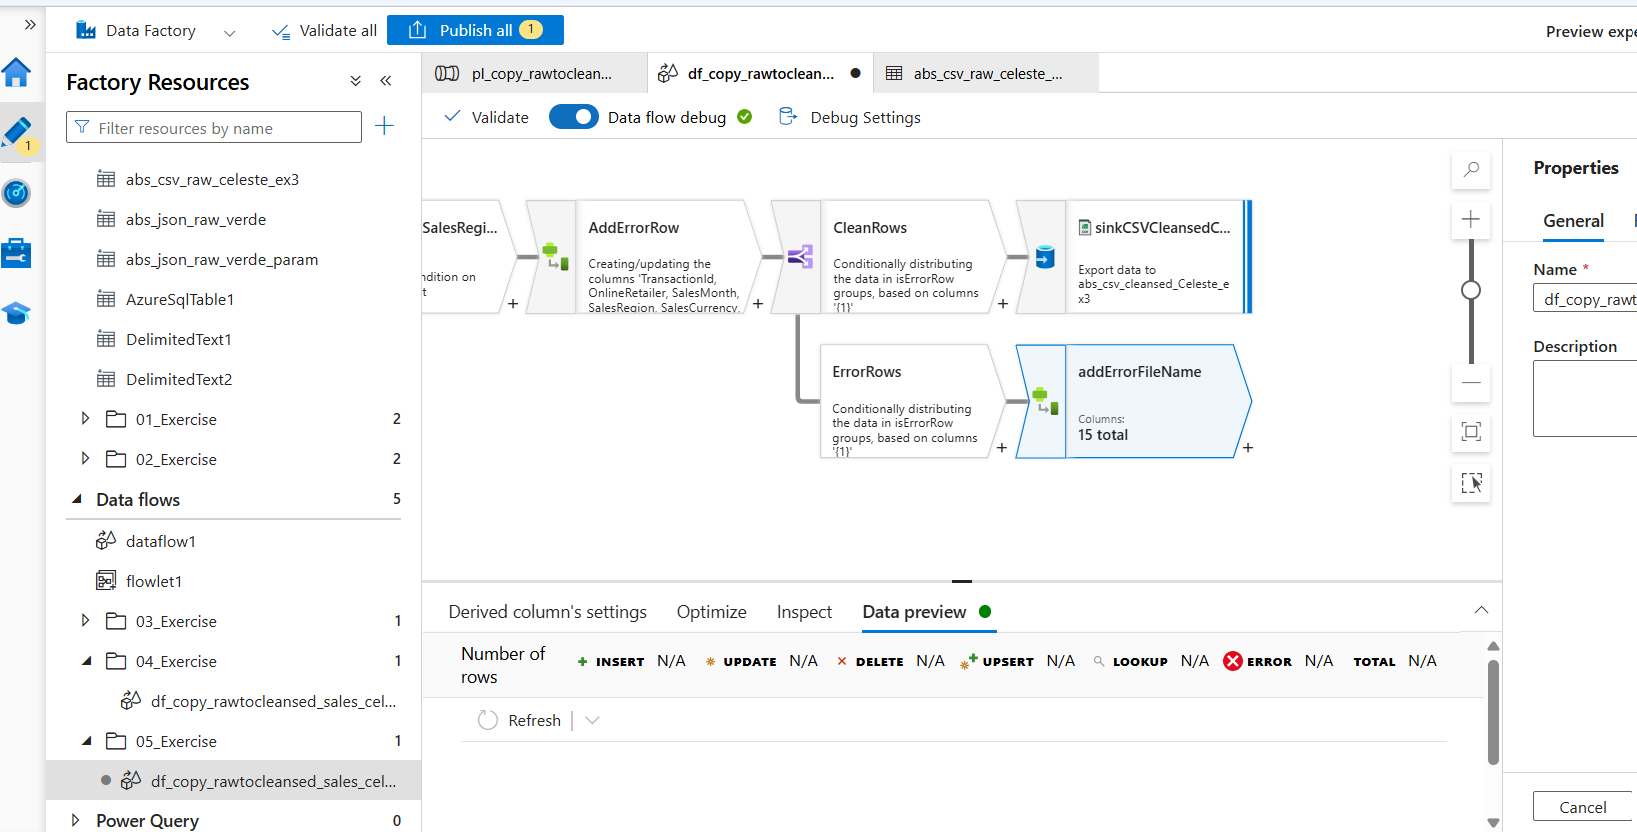 Data Factory
Validate all
Publish all 1
Preview expe
Factory Resources
pl_copy_rawtoclean...
df_copy_rawtoclean...
abs_csv_raw_celeste_...
Filter resources by name
1
Validate
Data flow debug
Debug Settings
abs_csv_raw_celeste_ex3
abs_json_raw_verde
abs_json_raw_verde_param
AzureSqlTable1
DelimitedText1
DelimitedText2
01_Exercise 2
02_Exercise 2
Data flows 5
dataflow1
flowlet1
03_Exercise 1
04_Exercise 1
df_copy_rawtocleansed_sales_cel...
05_Exercise 1
df_copy_rawtocleansed_sales_cel...
Power Query 0
SalesRegi...
ndition on
t
+
AddErrorRow
Creating/updating the
columns 'TransactionId,
OnlineRetailer, SalesMonth,
SalesRegion, SalesCurrency,
+
CleanRows
Conditionally distributing
the data in isErrorRow
groups, based on columns
'{1}'
+
sinkCSVCleansedC...
Export data to
abs_csv_cleansed_Celeste_e
x3
ErrorRows
Conditionally distributing
the data in isErrorRow
groups, based on columns
'{1}'
+
addErrorFileName
Columns:
15 total
+
Properties
General
Name *
df_copy_rawt
Description
Cancel
Derived column's settings
Optimize
Inspect
Data preview
Number of
rows
INSERT N/A
UPDATE N/A
DELETE N/A
UPSERT N/A
LOOKUP N/A
ERROR N/A
TOTAL N/A
Refresh